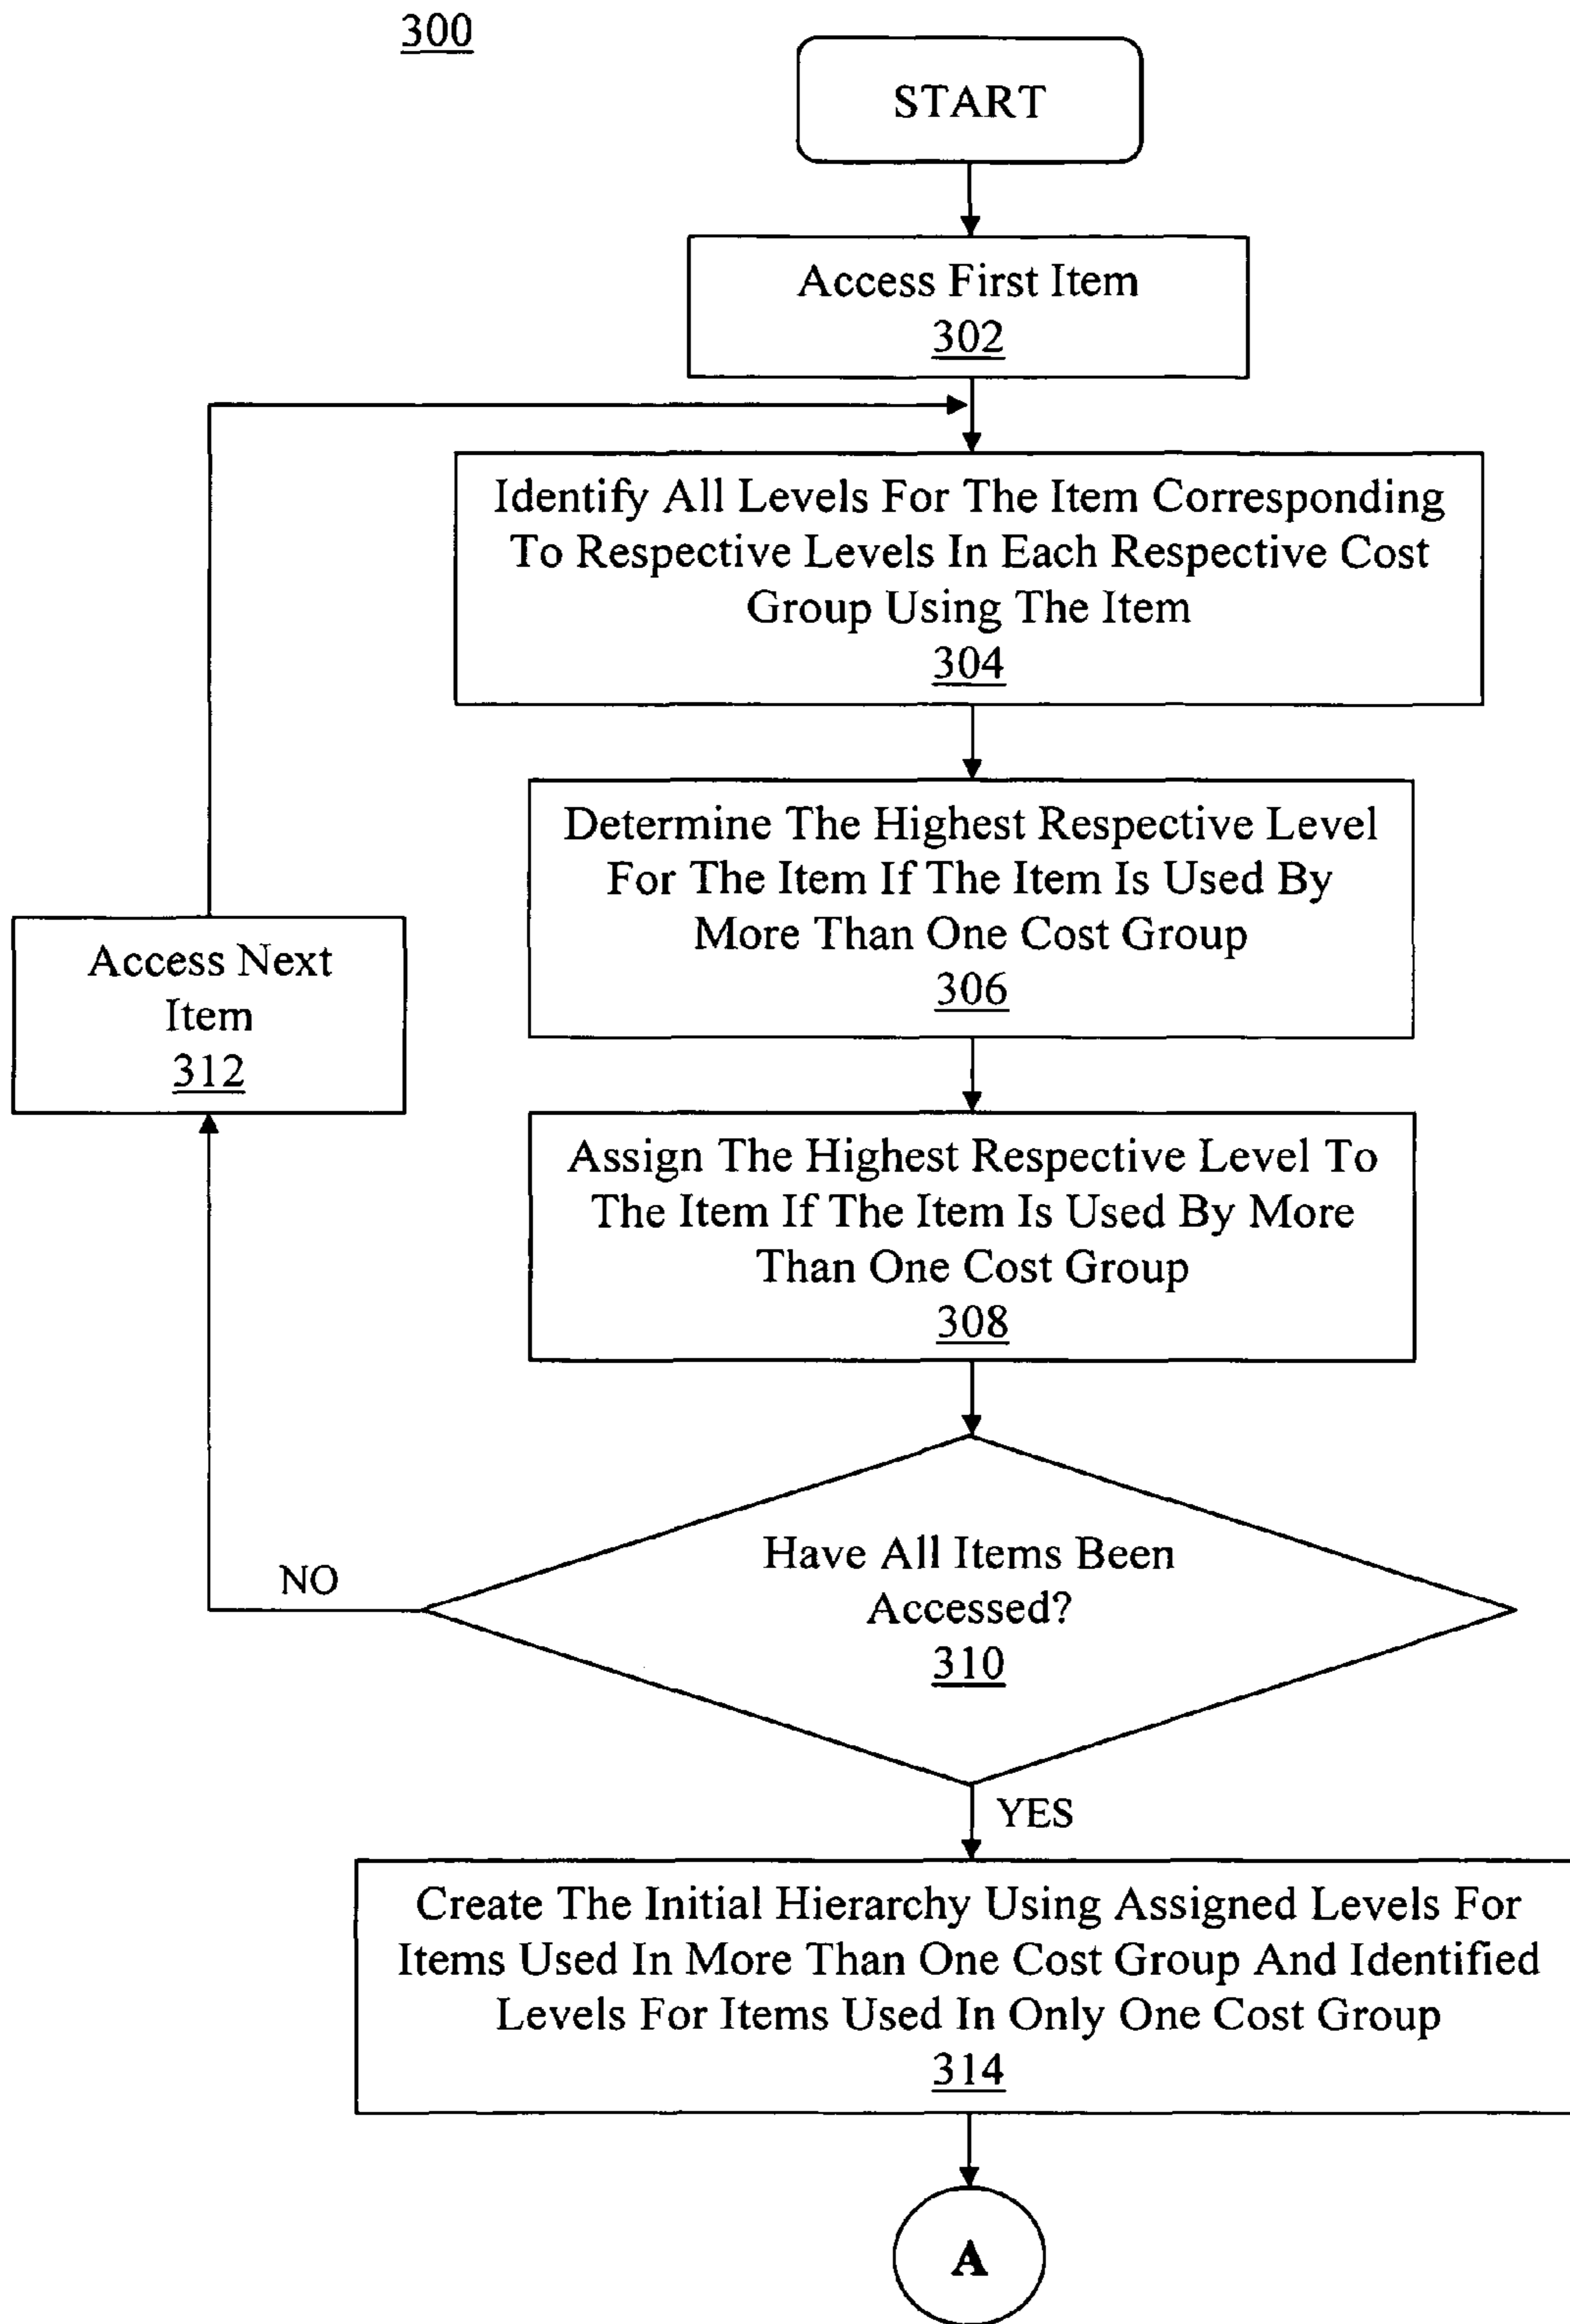 300
START
Access First Item
302
Identify All Levels For The Item Corresponding
To Respective Levels In Each Respective Cost
Group Using The Item
304
Determine The Highest Respective Level
For The Item If The Item Is Used By
More Than One Cost Group
306
Access Next
Item
312
Assign The Highest Respective Level To
The Item If The Item Is Used By More
Than One Cost Group
308
Have All Items Been
Accessed?
310
NO
YES
Create The Initial Hierarchy Using Assigned Levels For
Items Used In More Than One Cost Group And Identified
Levels For Items Used In Only One Cost Group
314
A